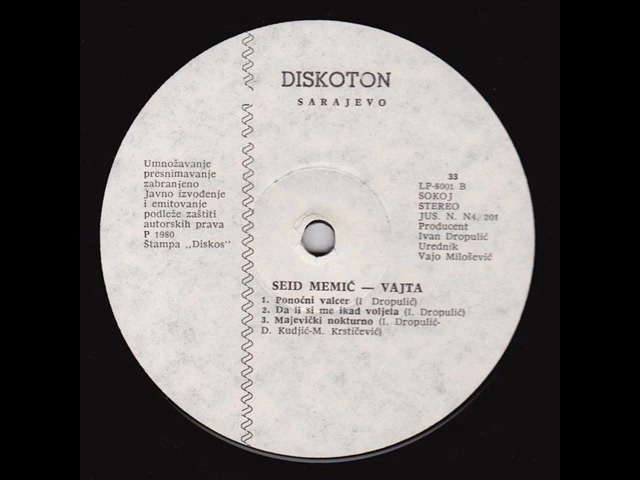 DISKOTON
SARAJEVO
Umnožavanje
presnimavanje
zabranjeno
Javno izvođenje
i emitovanje
podleže zaštiti
autorskih prava
P 1980
Štampa „Diskos"
33
LP-8001 B
SOKOJ
STEREO
JUS. N. N4. 201
Producent
Ivan Dropulić
Urednik
Vajo Milošević
SEID MEMIĆ — VAJTA
1. Ponoćni valcer (I Dropulić)
2. Da li si me ikad voljela (I. Dropulić)
3. Majevički nokturno (I. Dropulić-
D. Kudjić-M. Krstičević)